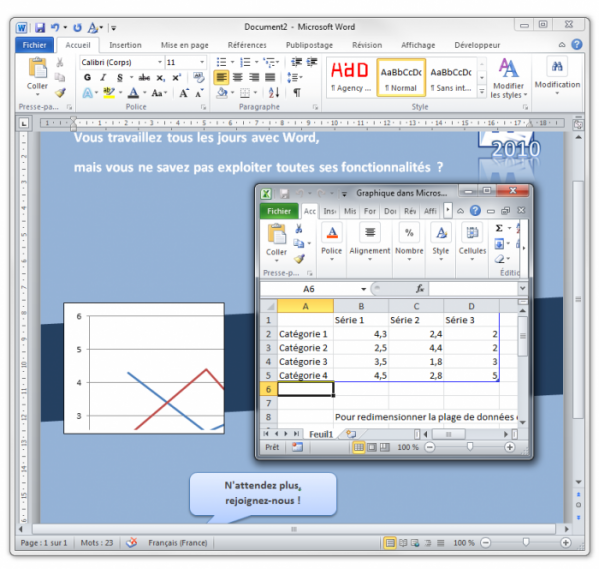 Document2 - Microsoft Word
Fichier Accueil Insertion Mise en page Références Publipostage Révision Affichage Développeur
Calibri (Corps) 11
AaBbCcDc AaBbCcDc
Coller G I S abc x₂ x² ¶ Agency ... ¶ Normal ¶ Sans int... Modifier les styles Modification
Presse-pa... Police Paragraphe Style
Vous travaillez tous les jours avec Word,
mais vous ne savez pas exploiter toutes ses fonctionnalités ?
2010
Graphique dans Micros...
Fichier Acc Ins Mis For Do Rév Affi
Coller Police Alignement Nombre Style Cellules
Presse-p... Éditic
A6 fx
A B C D
1 Série 1 Série 2 Série 3
2 Catégorie 1 4,3 2,4 2
3 Catégorie 2 2,5 4,4 2
4 Catégorie 3 3,5 1,8 3
5 Catégorie 4 4,5 2,8 5
6
7
8 Pour redimensionner la plage de données
Feuil1
Prêt 100 %
6
5
4
3
N'attendez plus,
rejoignez-nous !
Page : 1 sur 1 Mots : 23 Français (France) 100 %